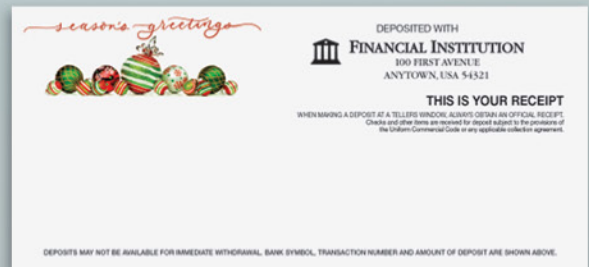 season's greetings
DEPOSITED WITH
FINANCIAL INSTITUTION
100 FIRST AVENUE
ANYTOWN, USA 54321
THIS IS YOUR RECEIPT
WHEN MAKING A DEPOSIT AT A TELLERS WINDOW, ALWAYS OBTAIN AN OFFICIAL RECEIPT.
Checks and other items are received for deposit subject to the provisions of
the Uniform Commercial Code or any applicable collection agreement.
DEPOSITS MAY NOT BE AVAILABLE FOR IMMEDIATE WITHDRAWAL. BANK SYMBOL, TRANSACTION NUMBER AND AMOUNT OF DEPOSIT ARE SHOWN ABOVE.